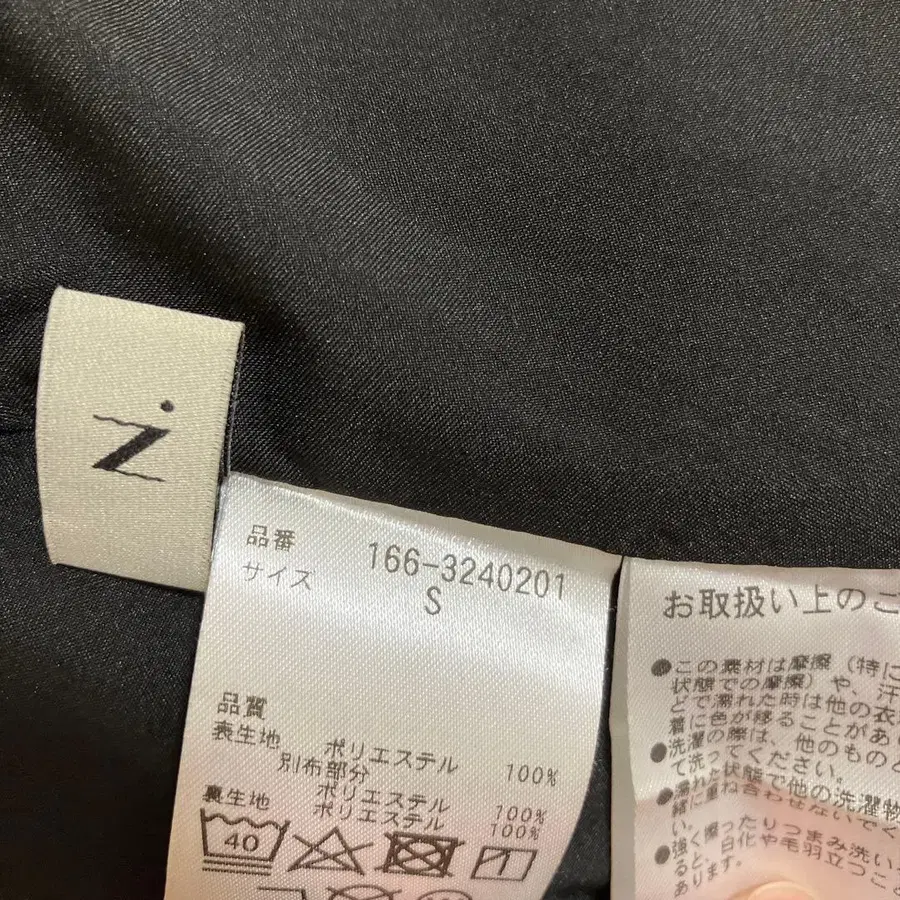 Z
品番 166-3240201
サイズ S
品質
表生地 ポリエステル 100%
別布部分
ポリエステル 100%
裏生地 ポリエステル 100%
40
お取扱い上のご
●この素材は摩擦（特に
状態での摩擦）や、汗
どで濡れた時は他の衣
着に色が移ることがあ
●洗濯の際は、他のものと
て洗ってください。
●濡れた状態で他の洗濯物
緒に重ね合わせないでく
い。
●強く擦ったりつまみ洗い
ると、白化や毛羽立つこと
あります。